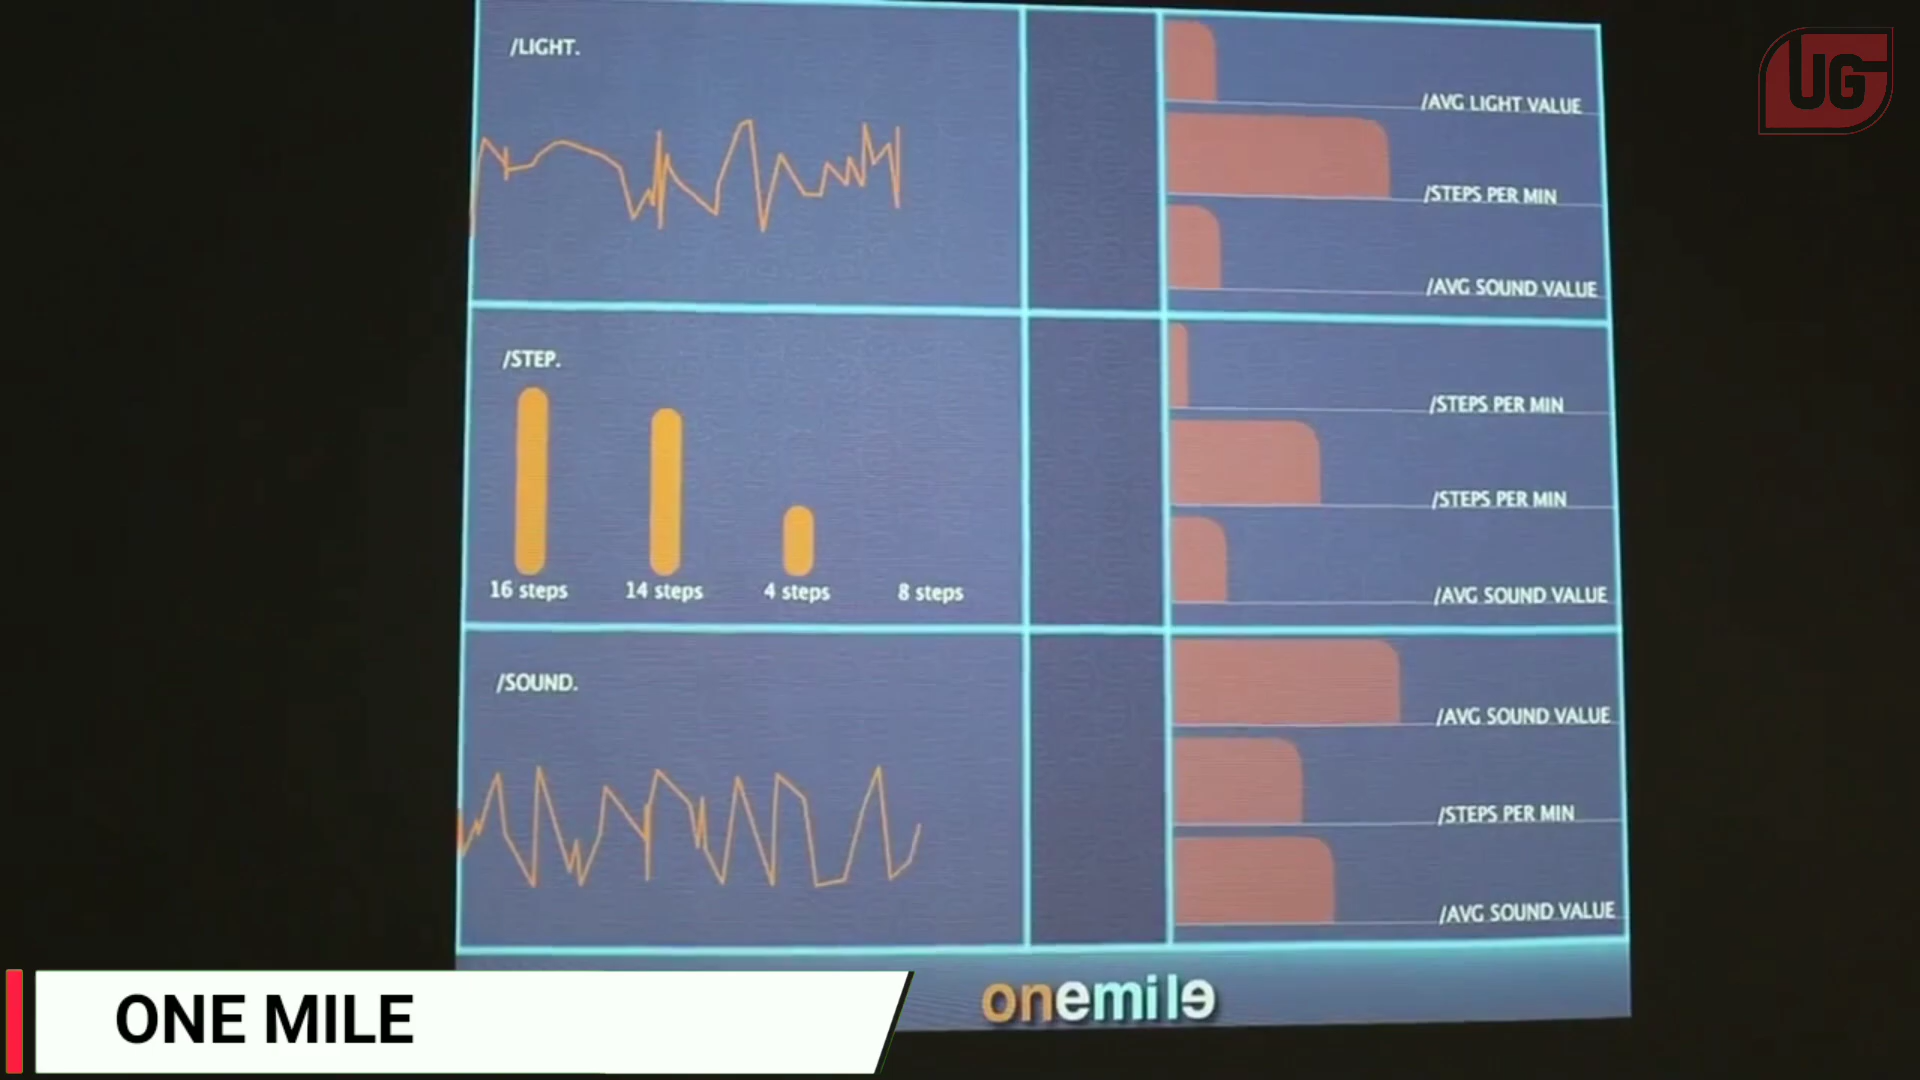 /LIGHT.
/STEP.
16 steps
14 steps
4 steps
8 steps
/SOUND.
/AVG LIGHT VALUE
/STEPS PER MIN
/AVG SOUND VALUE
/STEPS PER MIN
/STEPS PER MIN
/AVG SOUND VALUE
/AVG SOUND VALUE
/STEPS PER MIN
/AVG SOUND VALUE
onemile
ONE MILE
UG